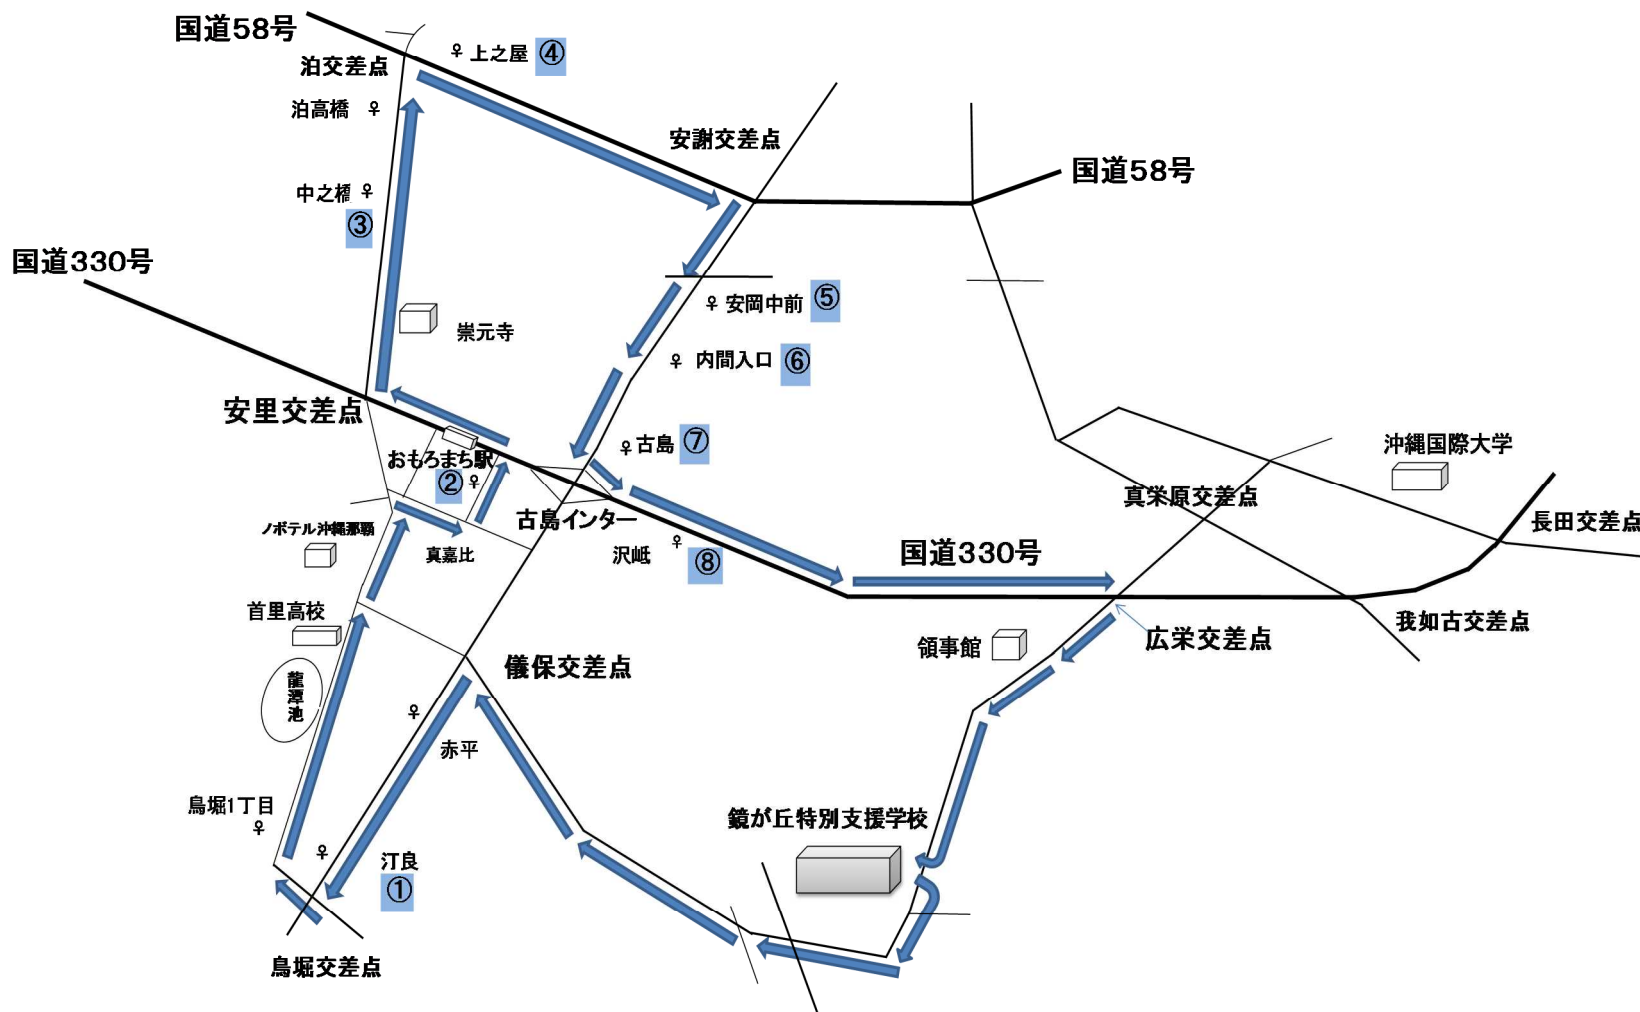 国道58号
♀上之屋 ④
泊交差点
泊高橋 ♀
安謝交差点
国道58号
中之橋 ♀
③
国道330号
♀ 安岡中前 ⑤
崇元寺
♀ 内間入口 ⑥
安里交差点
♀古島 ⑦
沖縄国際大学
おもろまち駅
② ♀
真栄原交差点
古島インター
長田交差点
ノボテル沖縄那覇
真嘉比
沢岻 ♀
⑧
国道330号
首里高校
我如古交差点
領事館
広栄交差点
儀保交差点
龍潭池
♀
赤平
鳥堀1丁目
♀
鏡が丘特別支援学校
♀
汀良
①
鳥堀交差点